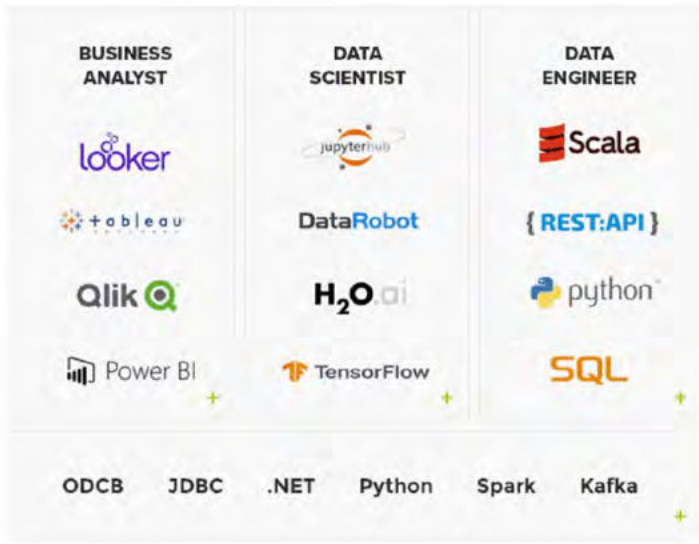 BUSINESS
ANALYST
looker
+ableau
Qlik
Power BI
DATA
SCIENTIST
jupyterhub
DataRobot
H2O.ai
TensorFlow
DATA
ENGINEER
Scala
{ REST:API }
python
SQL
ODCB JDBC .NET Python Spark Kafka